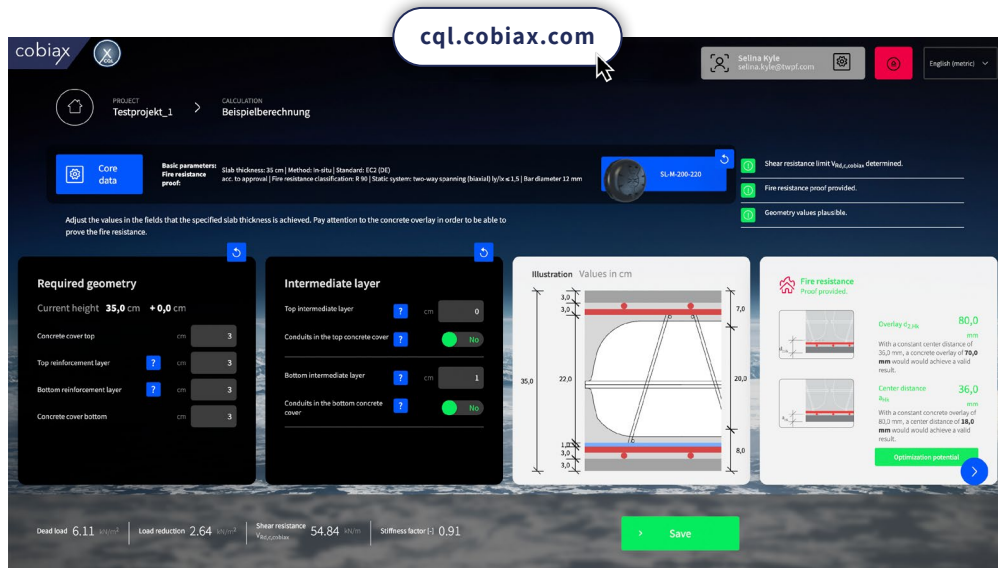 cql.cobiax.com
cobiax
X
CQL
Selina Kyle
selina.kyle@twpf.com
English (metric)
PROJECT
Testprojekt_1
>
CALCULATION
Beispielberechnung
Core
data
Basic parameters: Slab thickness: 35 cm | Method: In-situ | Standard: EC2 (DE)
Fire resistance proof: acc. to approval | Fire resistance classification: R 90 | Static system: two-way spanning (biaxial) ly/lx ≤ 1,5 | Bar diameter 12 mm
SL-M-200-220
Shear resistance limit VRd,c,cobiax determined.
Fire resistance proof provided.
Geometry values plausible.
Adjust the values in the fields that the specified slab thickness is achieved. Pay attention to the concrete overlay in order to be able to
prove the fire resistance.
Required geometry
Current height 35,0 cm + 0,0 cm
Concrete cover top cm 3
Top reinforcement layer ? cm 3
Bottom reinforcement layer ? cm 3
Concrete cover bottom cm 3
Intermediate layer
Top intermediate layer ? cm 0
Conduits in the top concrete cover ? No
Bottom intermediate layer ? cm 1
Conduits in the bottom concrete
cover ? No
Illustration Values in cm
3,0
3,0
7,0
35,0
22,0
20,0
1,0
3,0
3,0
8,0
Fire resistance
Proof provided.
Overlay c2,Hk 80,0
mm
With a constant center distance of
36,0 mm, a concrete overlay of 70,0
mm would would achieve a valid
result.
Center distance 36,0
mm
With a constant concrete overlay of
80,0 mm, a center distance of 18,0
mm would would achieve a valid
result.
Optimization potential
Dead load 6.11 kN/m² Load reduction 2.64 kN/m² Shear resistance VRd,c,cobiax 54.84 kN/m Stiffness factor [-] 0.91
> Save